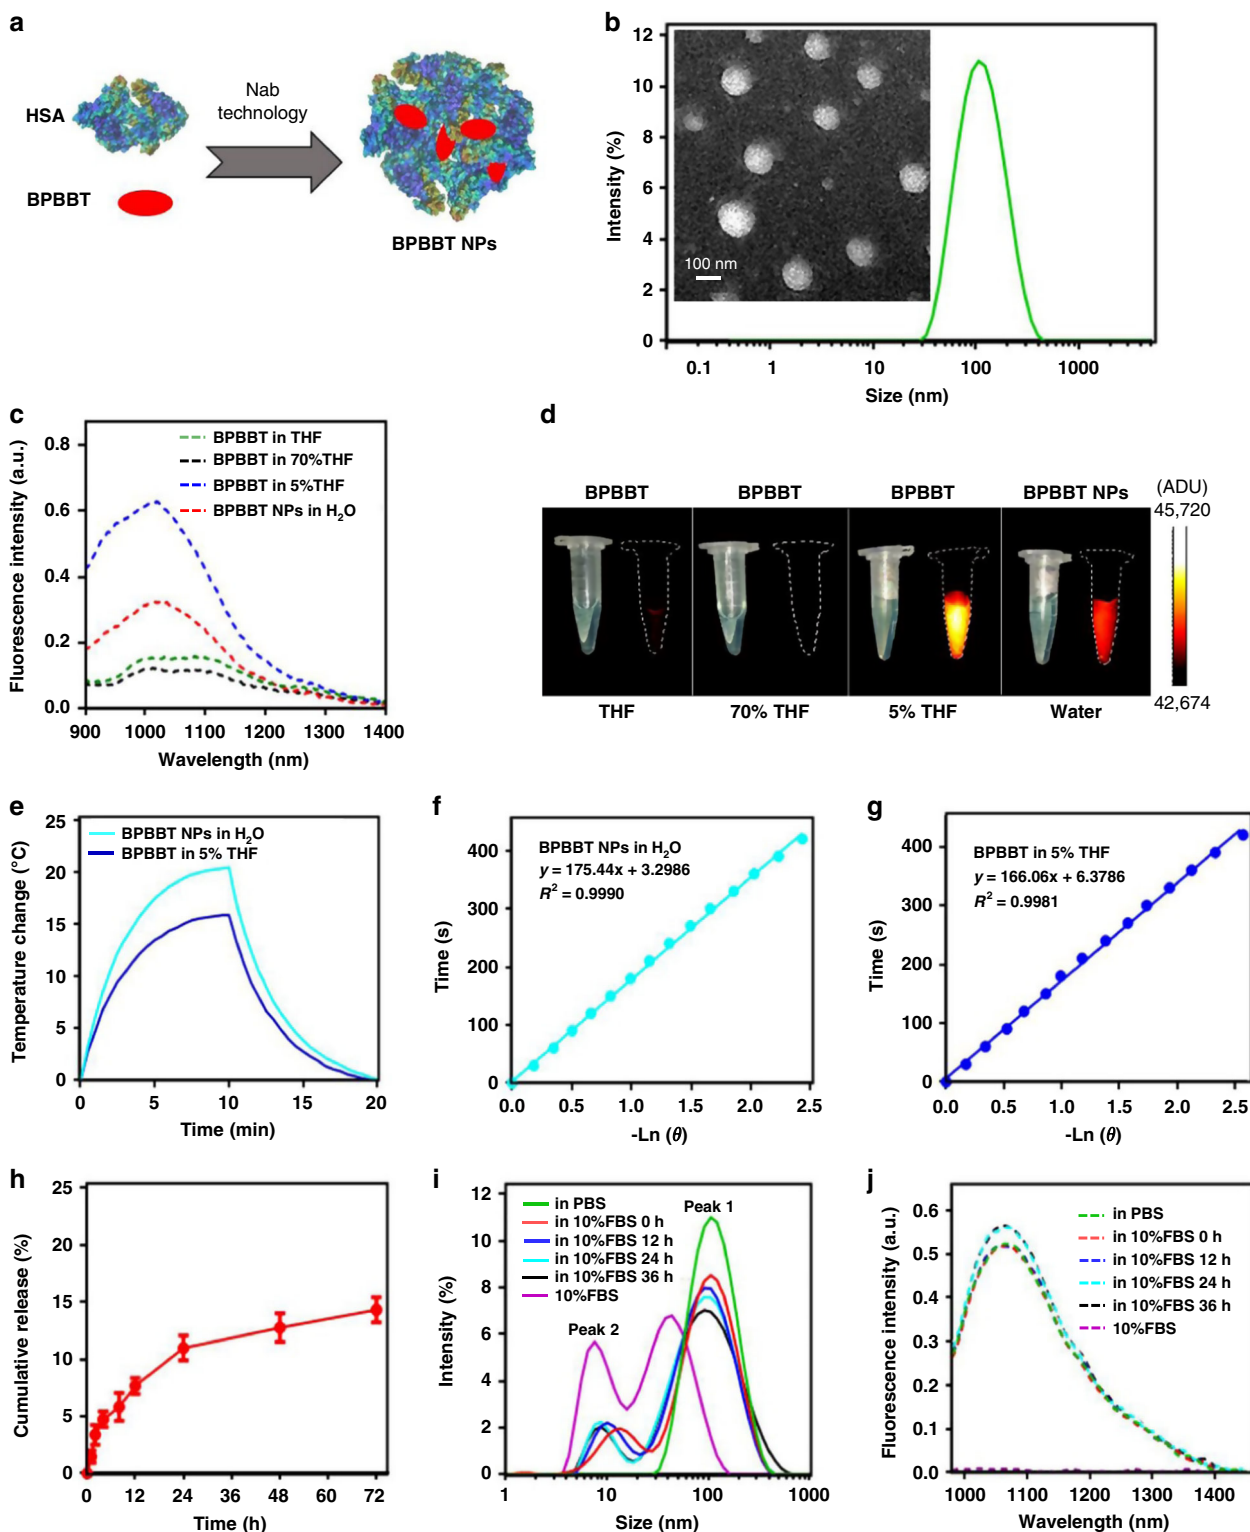 a
HSA
BPBBT
Nab
technology
BPBBT NPs
b
12
10
8
6
4
2
0
Intensity (%)
100 nm
0.1 1 10 100 1000
Size (nm)
c
0.8
0.6
0.4
0.2
0.0
Fluorescence intensity (a.u.)
BPBBT in THF
BPBBT in 70%THF
BPBBT in 5%THF
BPBBT NPs in H₂O
900 1000 1100 1200 1300 1400
Wavelength (nm)
d
BPBBT BPBBT BPBBT BPBBT NPs
(ADU)
45,720
42,674
THF 70% THF 5% THF Water
e
25
20
15
10
5
0
Temperature change (°C)
BPBBT NPs in H₂O
BPBBT in 5% THF
0 5 10 15 20
Time (min)
f
400
300
200
100
0
Time (s)
BPBBT NPs in H₂O
y = 175.44x + 3.2986
R² = 0.9990
0.0 0.5 1.0 1.5 2.0 2.5
-Ln (θ)
g
400
300
200
100
0
Time (s)
BPBBT in 5% THF
y = 166.06x + 6.3786
R² = 0.9981
0.0 0.5 1.0 1.5 2.0 2.5
-Ln (θ)
h
25
20
15
10
5
0
Cumulative release (%)
0 12 24 36 48 60 72
Time (h)
i
12
10
8
6
4
2
0
Intensity (%)
in PBS
in 10%FBS 0 h
in 10%FBS 12 h
in 10%FBS 24 h
in 10%FBS 36 h
10%FBS
Peak 1
Peak 2
1 10 100 1000
Size (nm)
j
0.6
0.5
0.4
0.3
0.2
0.1
0.0
Fluorescence intensity (a.u.)
in PBS
in 10%FBS 0 h
in 10%FBS 12 h
in 10%FBS 24 h
in 10%FBS 36 h
10%FBS
1000 1100 1200 1300 1400
Wavelength (nm)